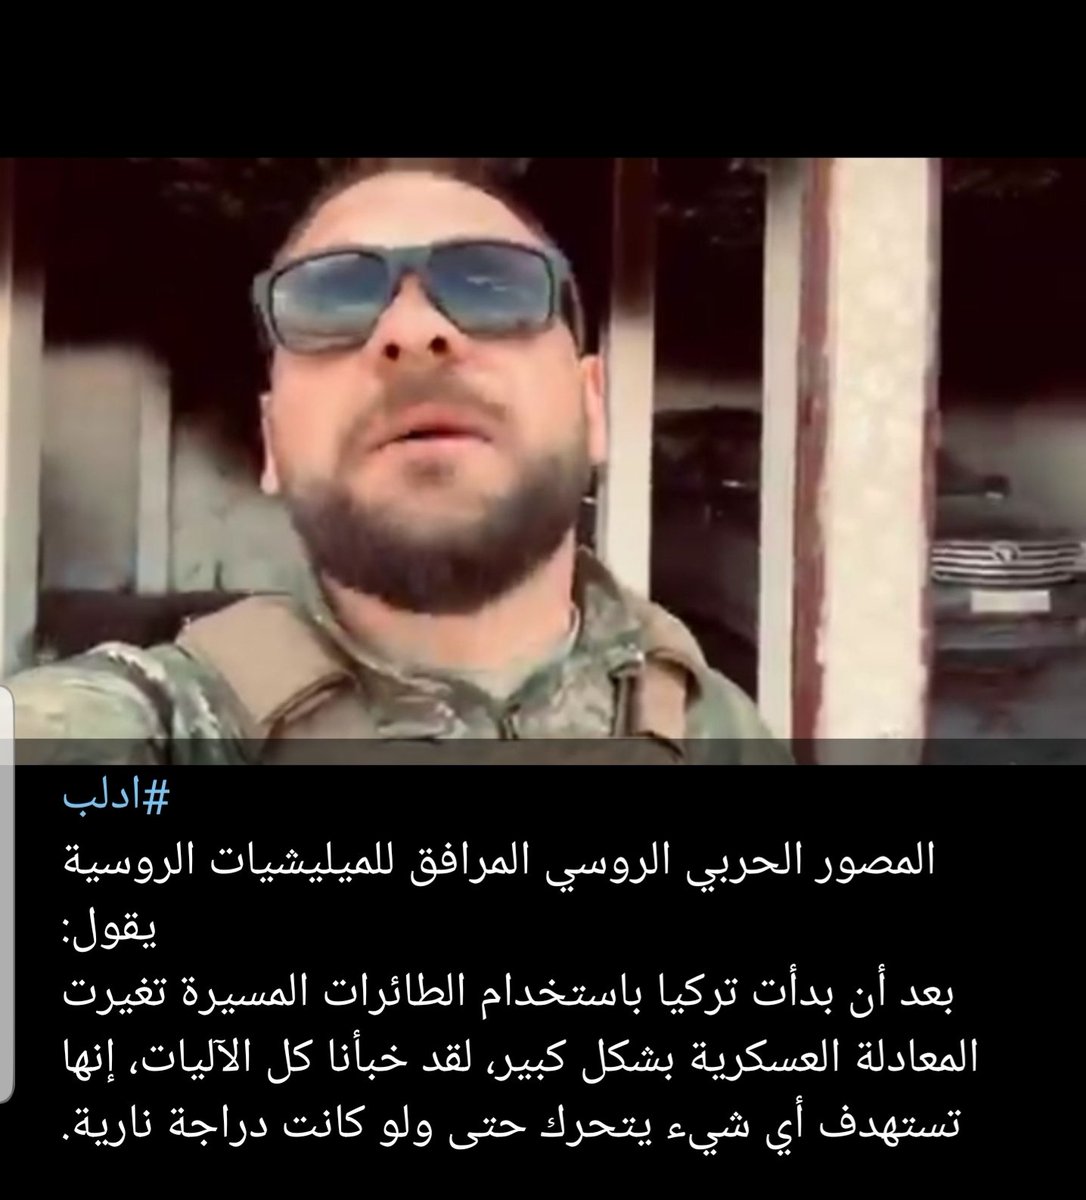 #ادلب
المصور الحربي الروسي المرافق للميليشيات الروسية
يقول:
بعد أن بدأت تركيا باستخدام الطائرات المسيرة تغيرت
المعادلة العسكرية بشكل كبير، لقد خبأنا كل الآليات، إنها
تستهدف أي شيء يتحرك حتى ولو كانت دراجة نارية.